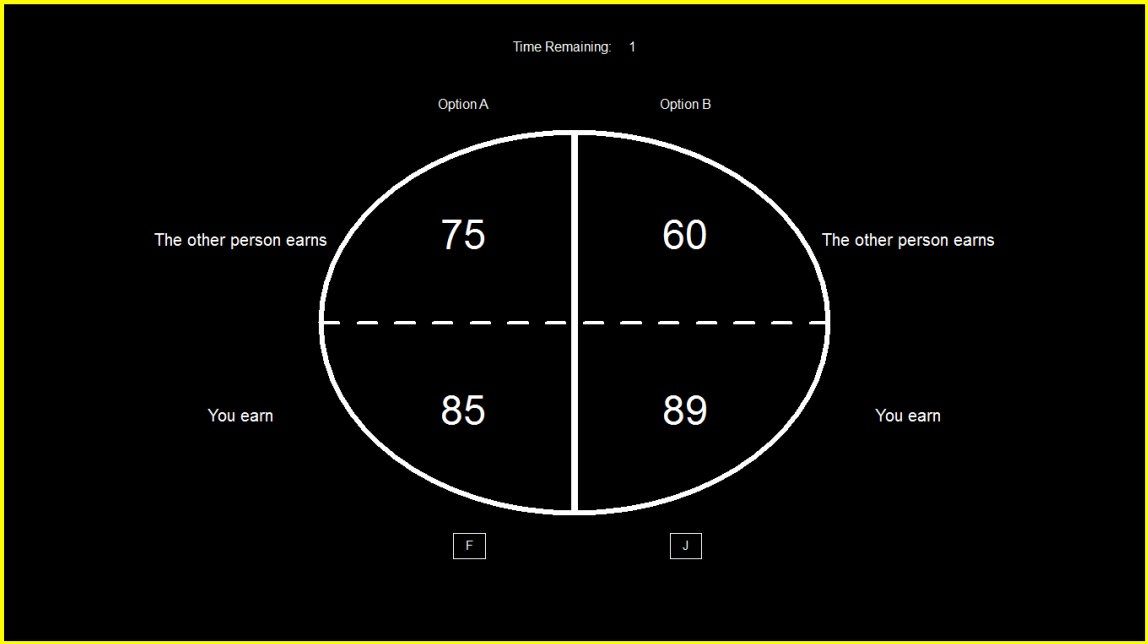 Time Remaining: 1
Option A Option B
The other person earns 75 60 The other person earns
You earn 85 89 You earn
F J